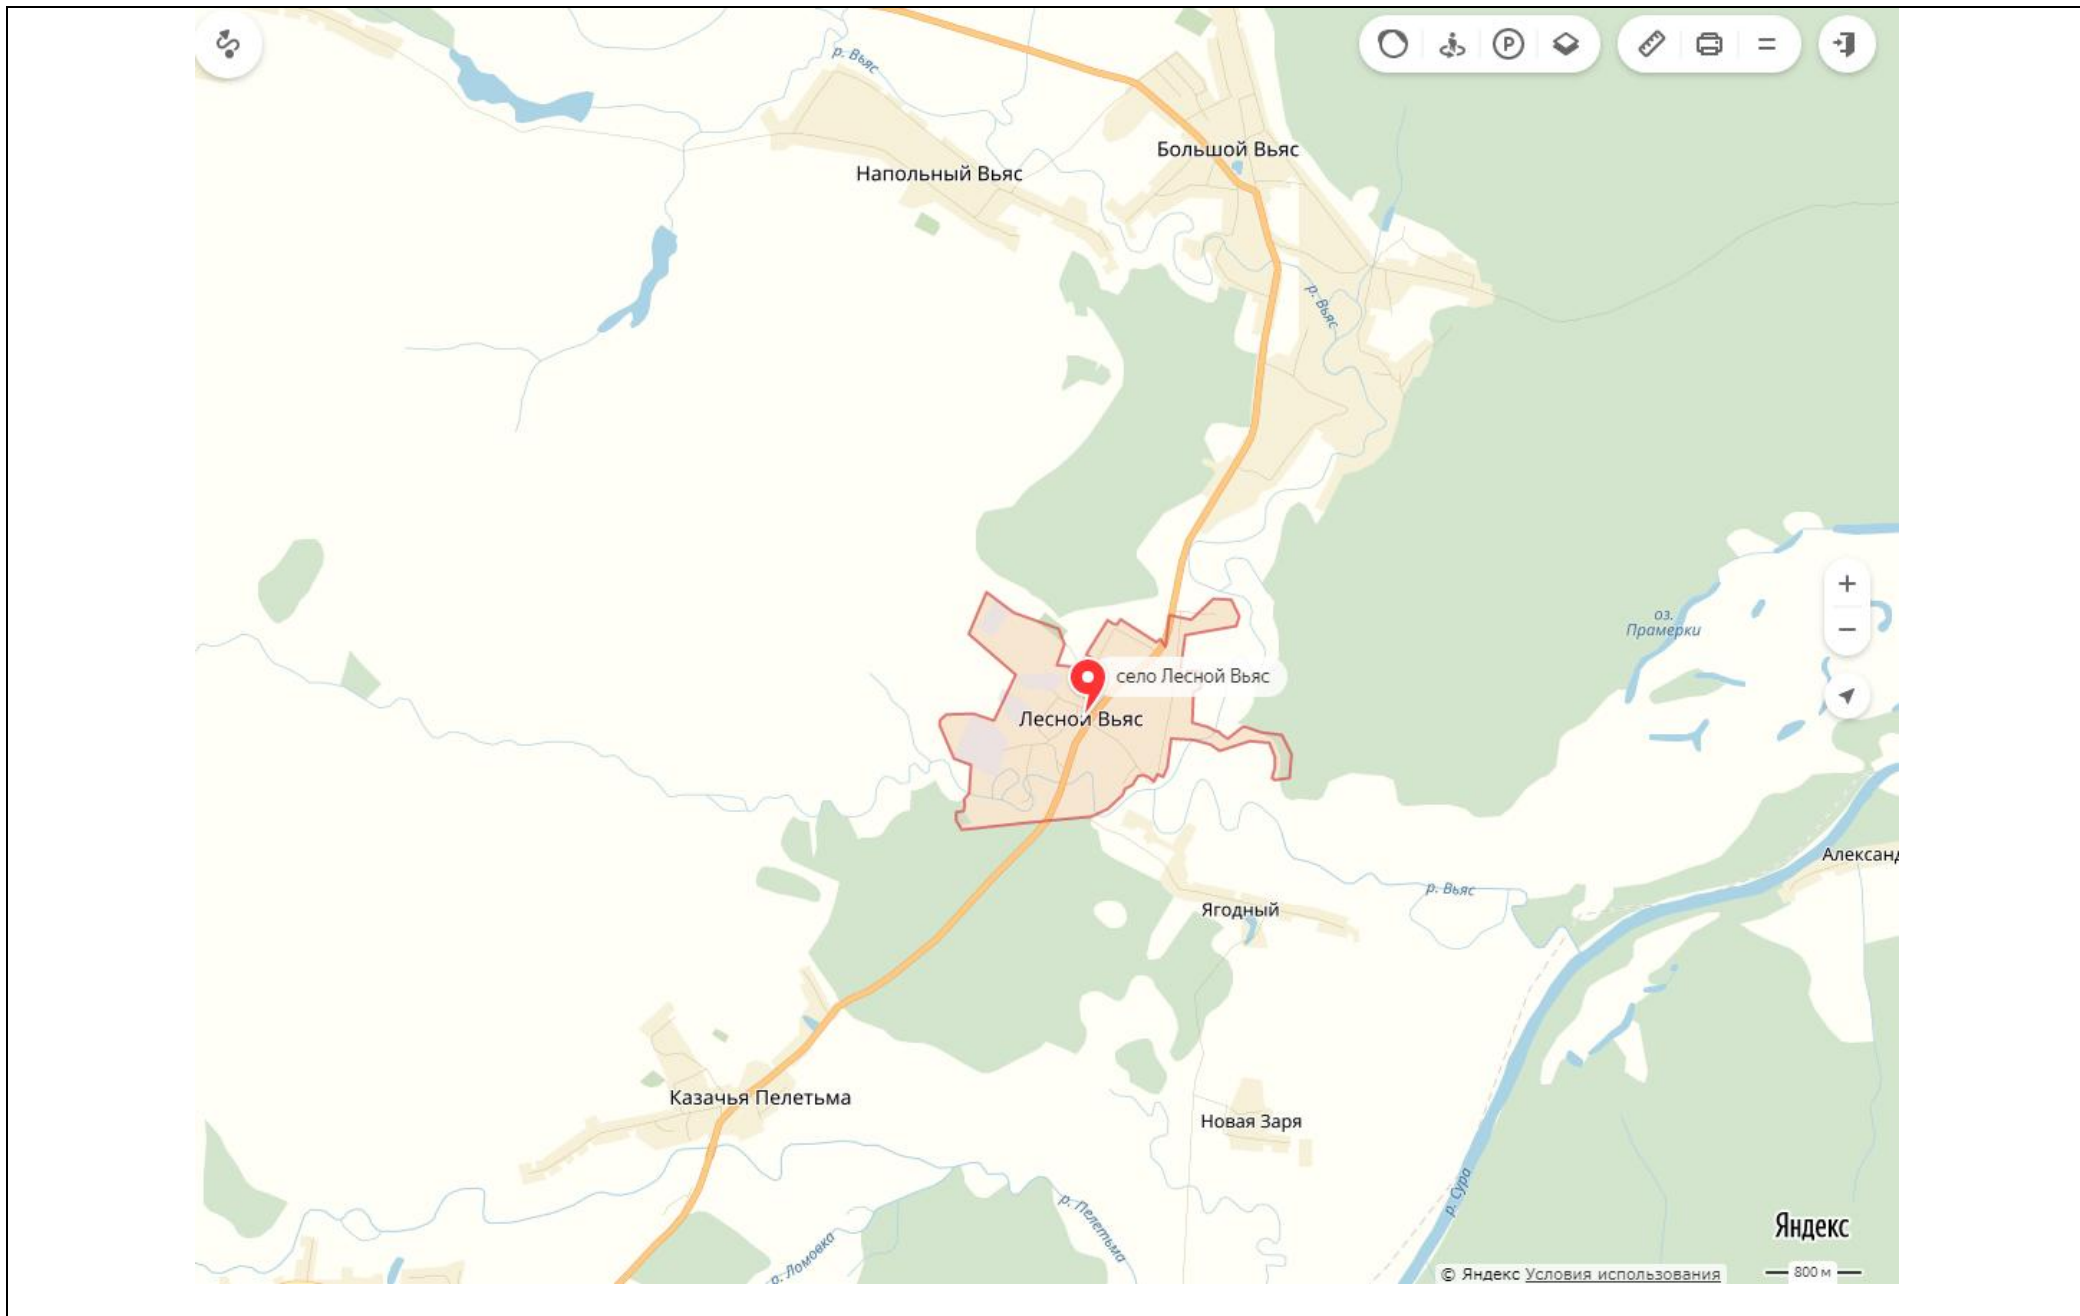 р. Вьяс
P
Большой Вьяс
Напольный Вьяс
р. Вьяс
оз.
Прамерки
село Лесной Вьяс
Лесной Вьяс
Александ
р. Вьяс
Ягодный
Казачья Пелетьма
Новая Заря
р. Сура
р. Пелетьма
р. Ломовка
Яндекс
© Яндекс Условия использования
800 м